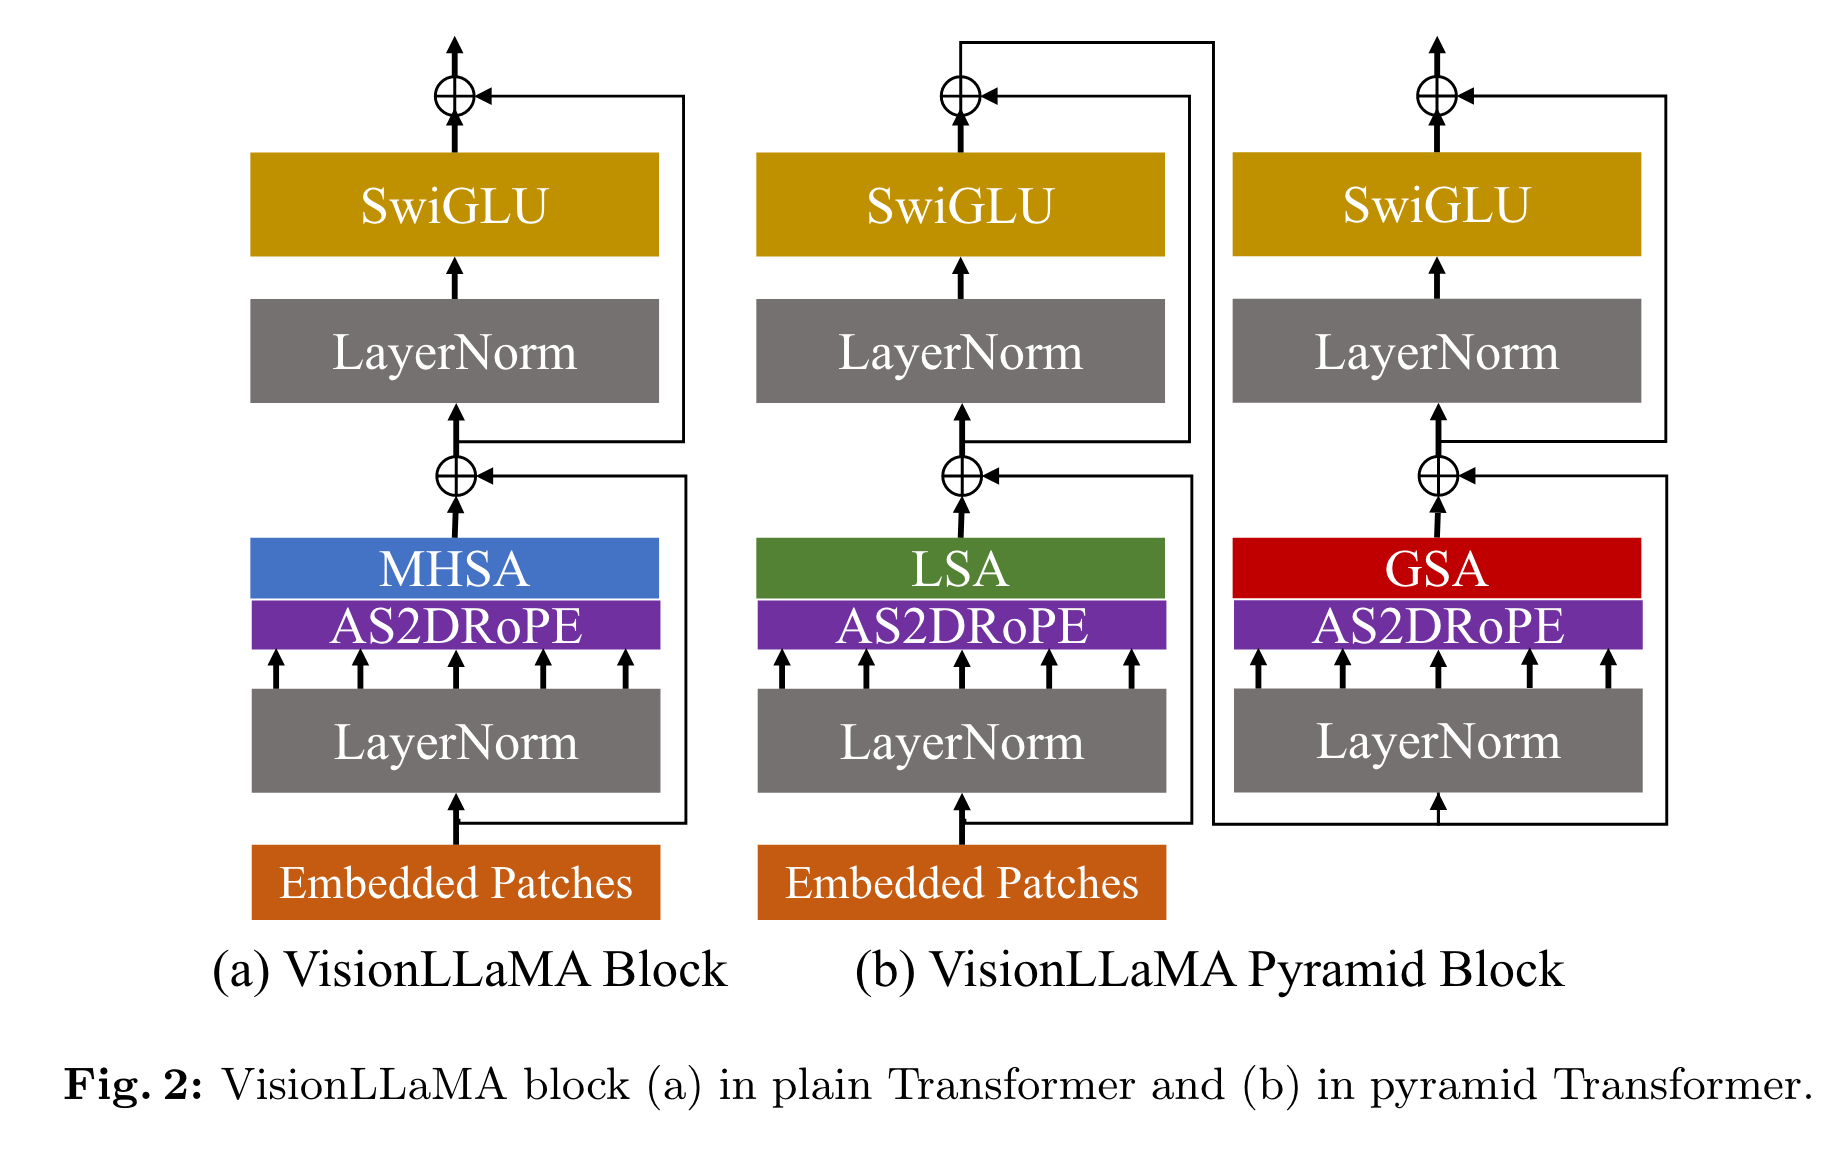 SwiGLU
LayerNorm
MHSA
AS2DRoPE
LayerNorm
Embedded Patches
(a) VisionLLaMA Block
SwiGLU
LayerNorm
LSA
AS2DRoPE
LayerNorm
Embedded Patches
SwiGLU
LayerNorm
GSA
AS2DRoPE
LayerNorm
(b) VisionLLaMA Pyramid Block
Fig. 2: VisionLLaMA block (a) in plain Transformer and (b) in pyramid Transformer.